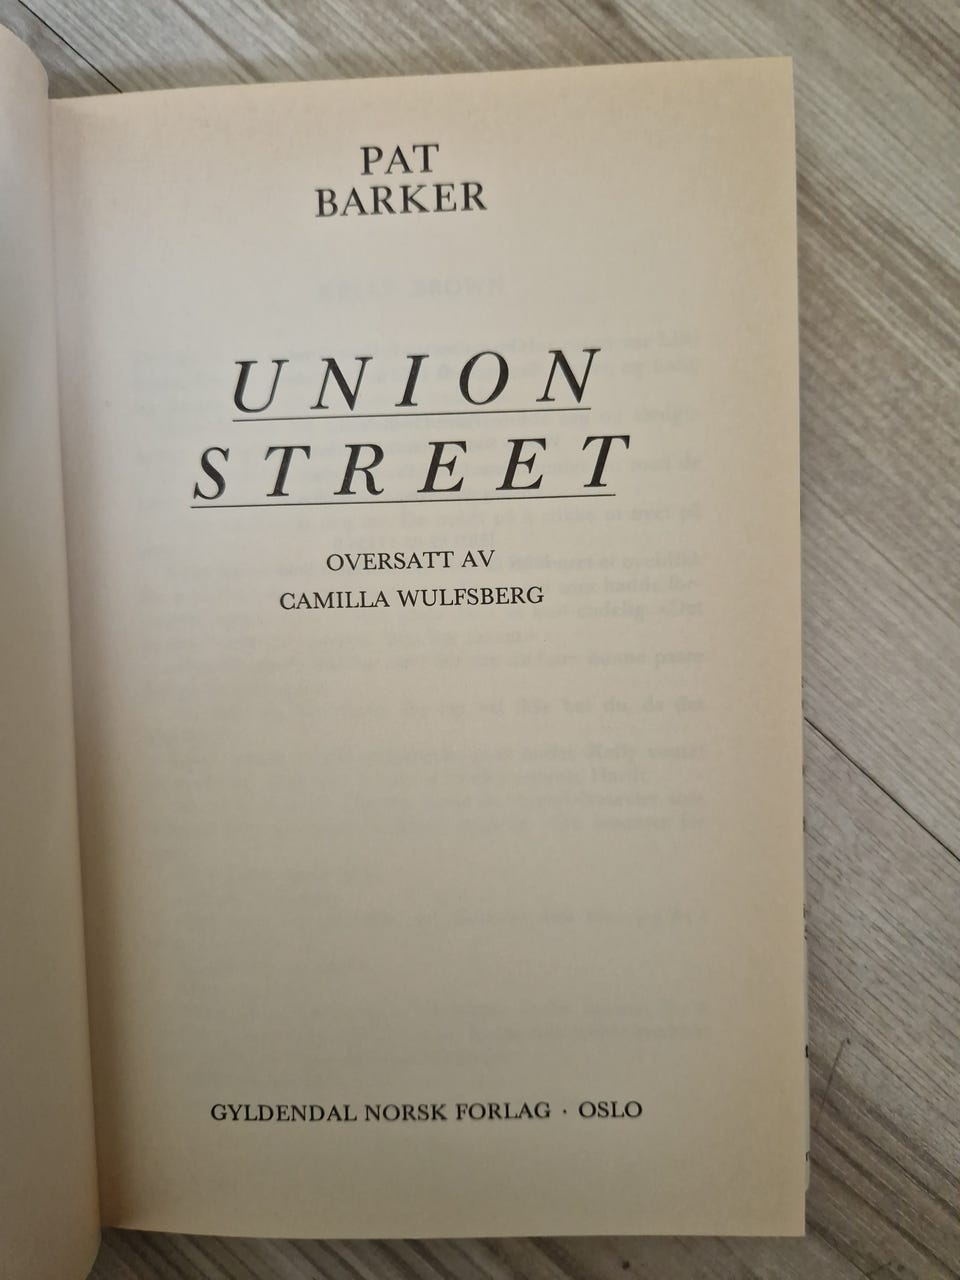 PAT
BARKER
UNION
STREET
OVERSATT AV
CAMILLA WULFSBERG
GYLDENDAL NORSK FORLAG · OSLO